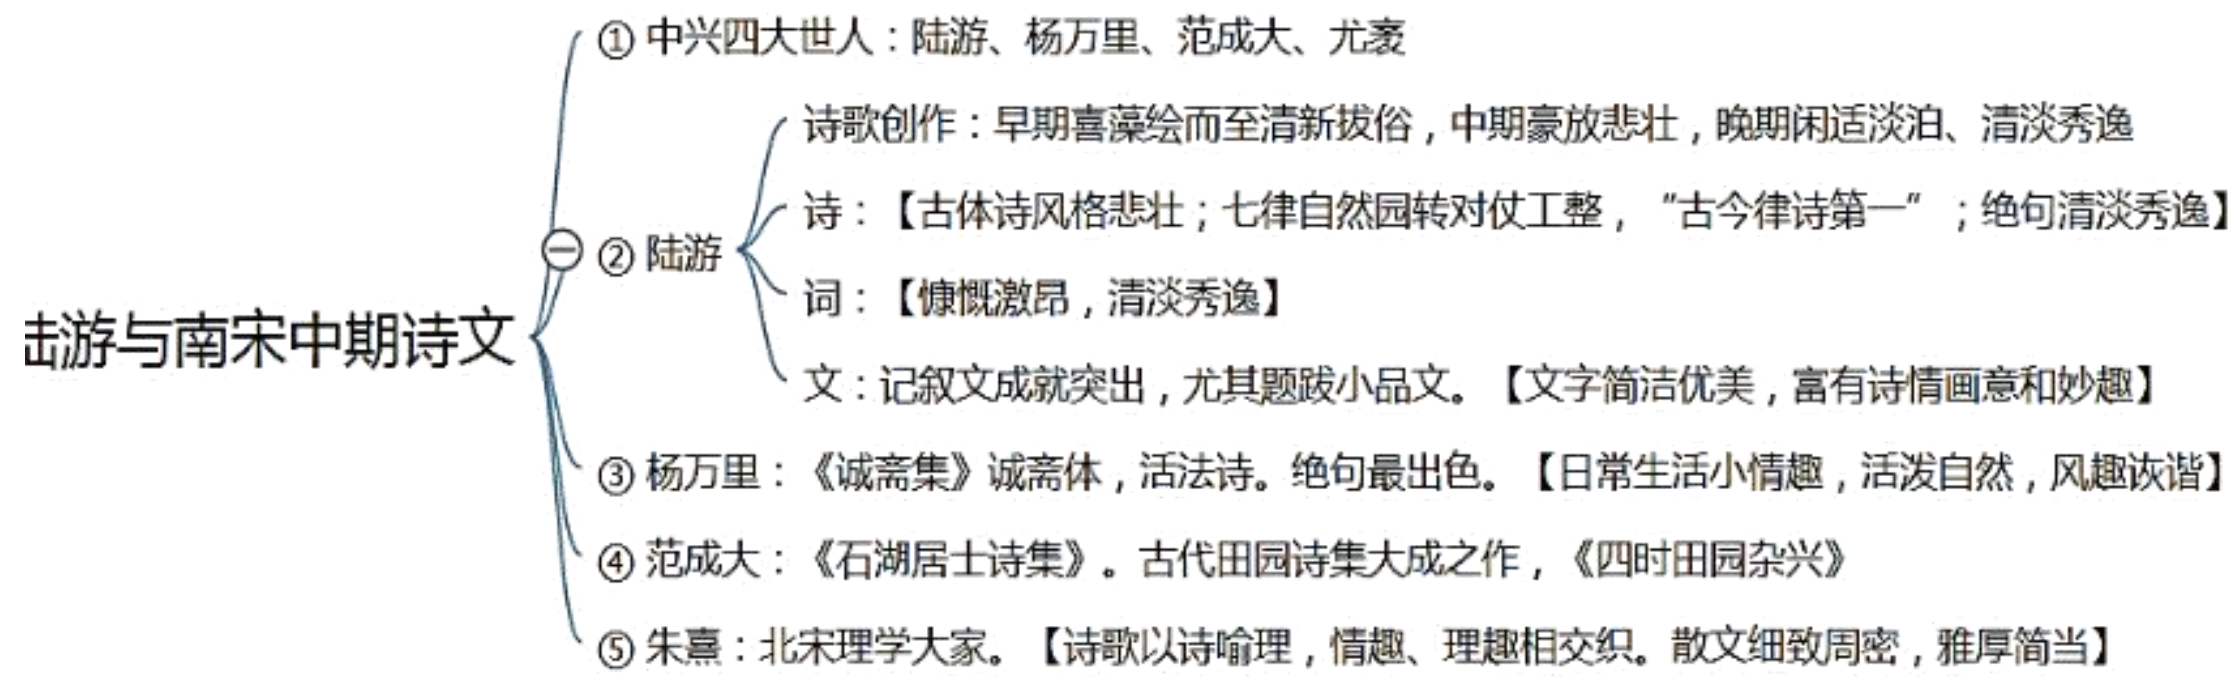 ① 中兴四大世人：陆游、杨万里、范成大、尤袤
诗歌创作：早期喜藻绘而至清新拔俗，中期豪放悲壮，晚期闲适淡泊、清淡秀逸
诗：【古体诗风格悲壮；七律自然园转对仗工整，“古今律诗第一”；绝句清淡秀逸】
② 陆游
词：【慷慨激昂，清淡秀逸】
陆游与南宋中期诗文
文：记叙文成就突出，尤其题跋小品文。【文字简洁优美，富有诗情画意和妙趣】
③ 杨万里：《诚斋集》诚斋体，活法诗。绝句最出色。【日常生活小情趣，活泼自然，风趣诙谐】
④ 范成大：《石湖居士诗集》。古代田园诗集大成之作，《四时田园杂兴》
⑤ 朱熹：北宋理学大家。【诗歌以诗喻理，情趣、理趣相交织。散文细致周密，雅厚简当】